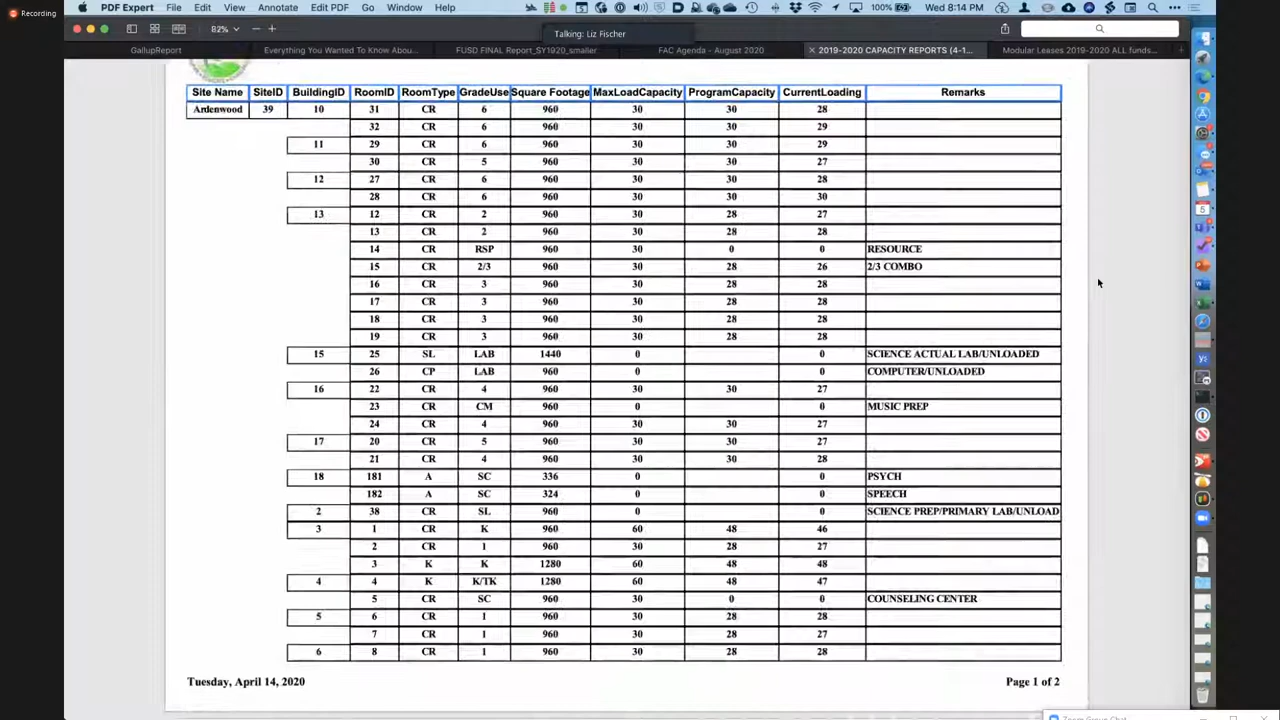 Recording
PDF Expert File Edit View Annotate Edit PDF Go Window Help 100% Wed 8:14 PM
82% Talking: Liz Fischer
GallupReport Everything You Wanted To Know Abou... FUSD FINAL Report_SY1920_smaller FAC Agenda - August 2020 2019-2020 CAPACITY REPORTS (4-1... Modular Leases 2019-2020 ALL funds...
Site Name SiteID BuildingID RoomID RoomType GradeUse Square Footage MaxLoadCapacity ProgramCapacity CurrentLoading Remarks
Ardenwood 39 10 31 CR 6 960 30 30 28
32 CR 6 960 30 30 29
11 29 CR 6 960 30 30 29
30 CR 5 960 30 30 27
12 27 CR 6 960 30 30 28
28 CR 6 960 30 30 30
13 12 CR 2 960 30 28 27
13 CR 2 960 30 28 28
14 CR RSP 960 30 0 0 RESOURCE
15 CR 2/3 960 30 28 26 2/3 COMBO
16 CR 3 960 30 28 28
17 CR 3 960 30 28 28
18 CR 3 960 30 28 28
19 CR 3 960 30 28 28
15 25 SL LAB 1440 0 0 SCIENCE ACTUAL LAB/UNLOADED
26 CP LAB 960 0 0 COMPUTER/UNLOADED
16 22 CR 4 960 30 30 27
23 CR CM 960 0 0 MUSIC PREP
24 CR 4 960 30 30 27
17 20 CR 5 960 30 30 27
21 CR 4 960 30 30 28
18 181 A SC 336 0 0 PSYCH
182 A SC 324 0 0 SPEECH
2 38 CR SL 960 0 0 SCIENCE PREP/PRIMARY LAB/UNLOAD
3 1 CR K 960 60 48 46
2 CR 1 960 30 28 27
3 K K 1280 60 48 48
4 4 K K/TK 1280 60 48 47
5 CR SC 960 30 0 0 COUNSELING CENTER
5 6 CR 1 960 30 28 28
7 CR 1 960 30 28 27
6 8 CR 1 960 30 28 28
Tuesday, April 14, 2020 Page 1 of 2
Zoom Group Chat